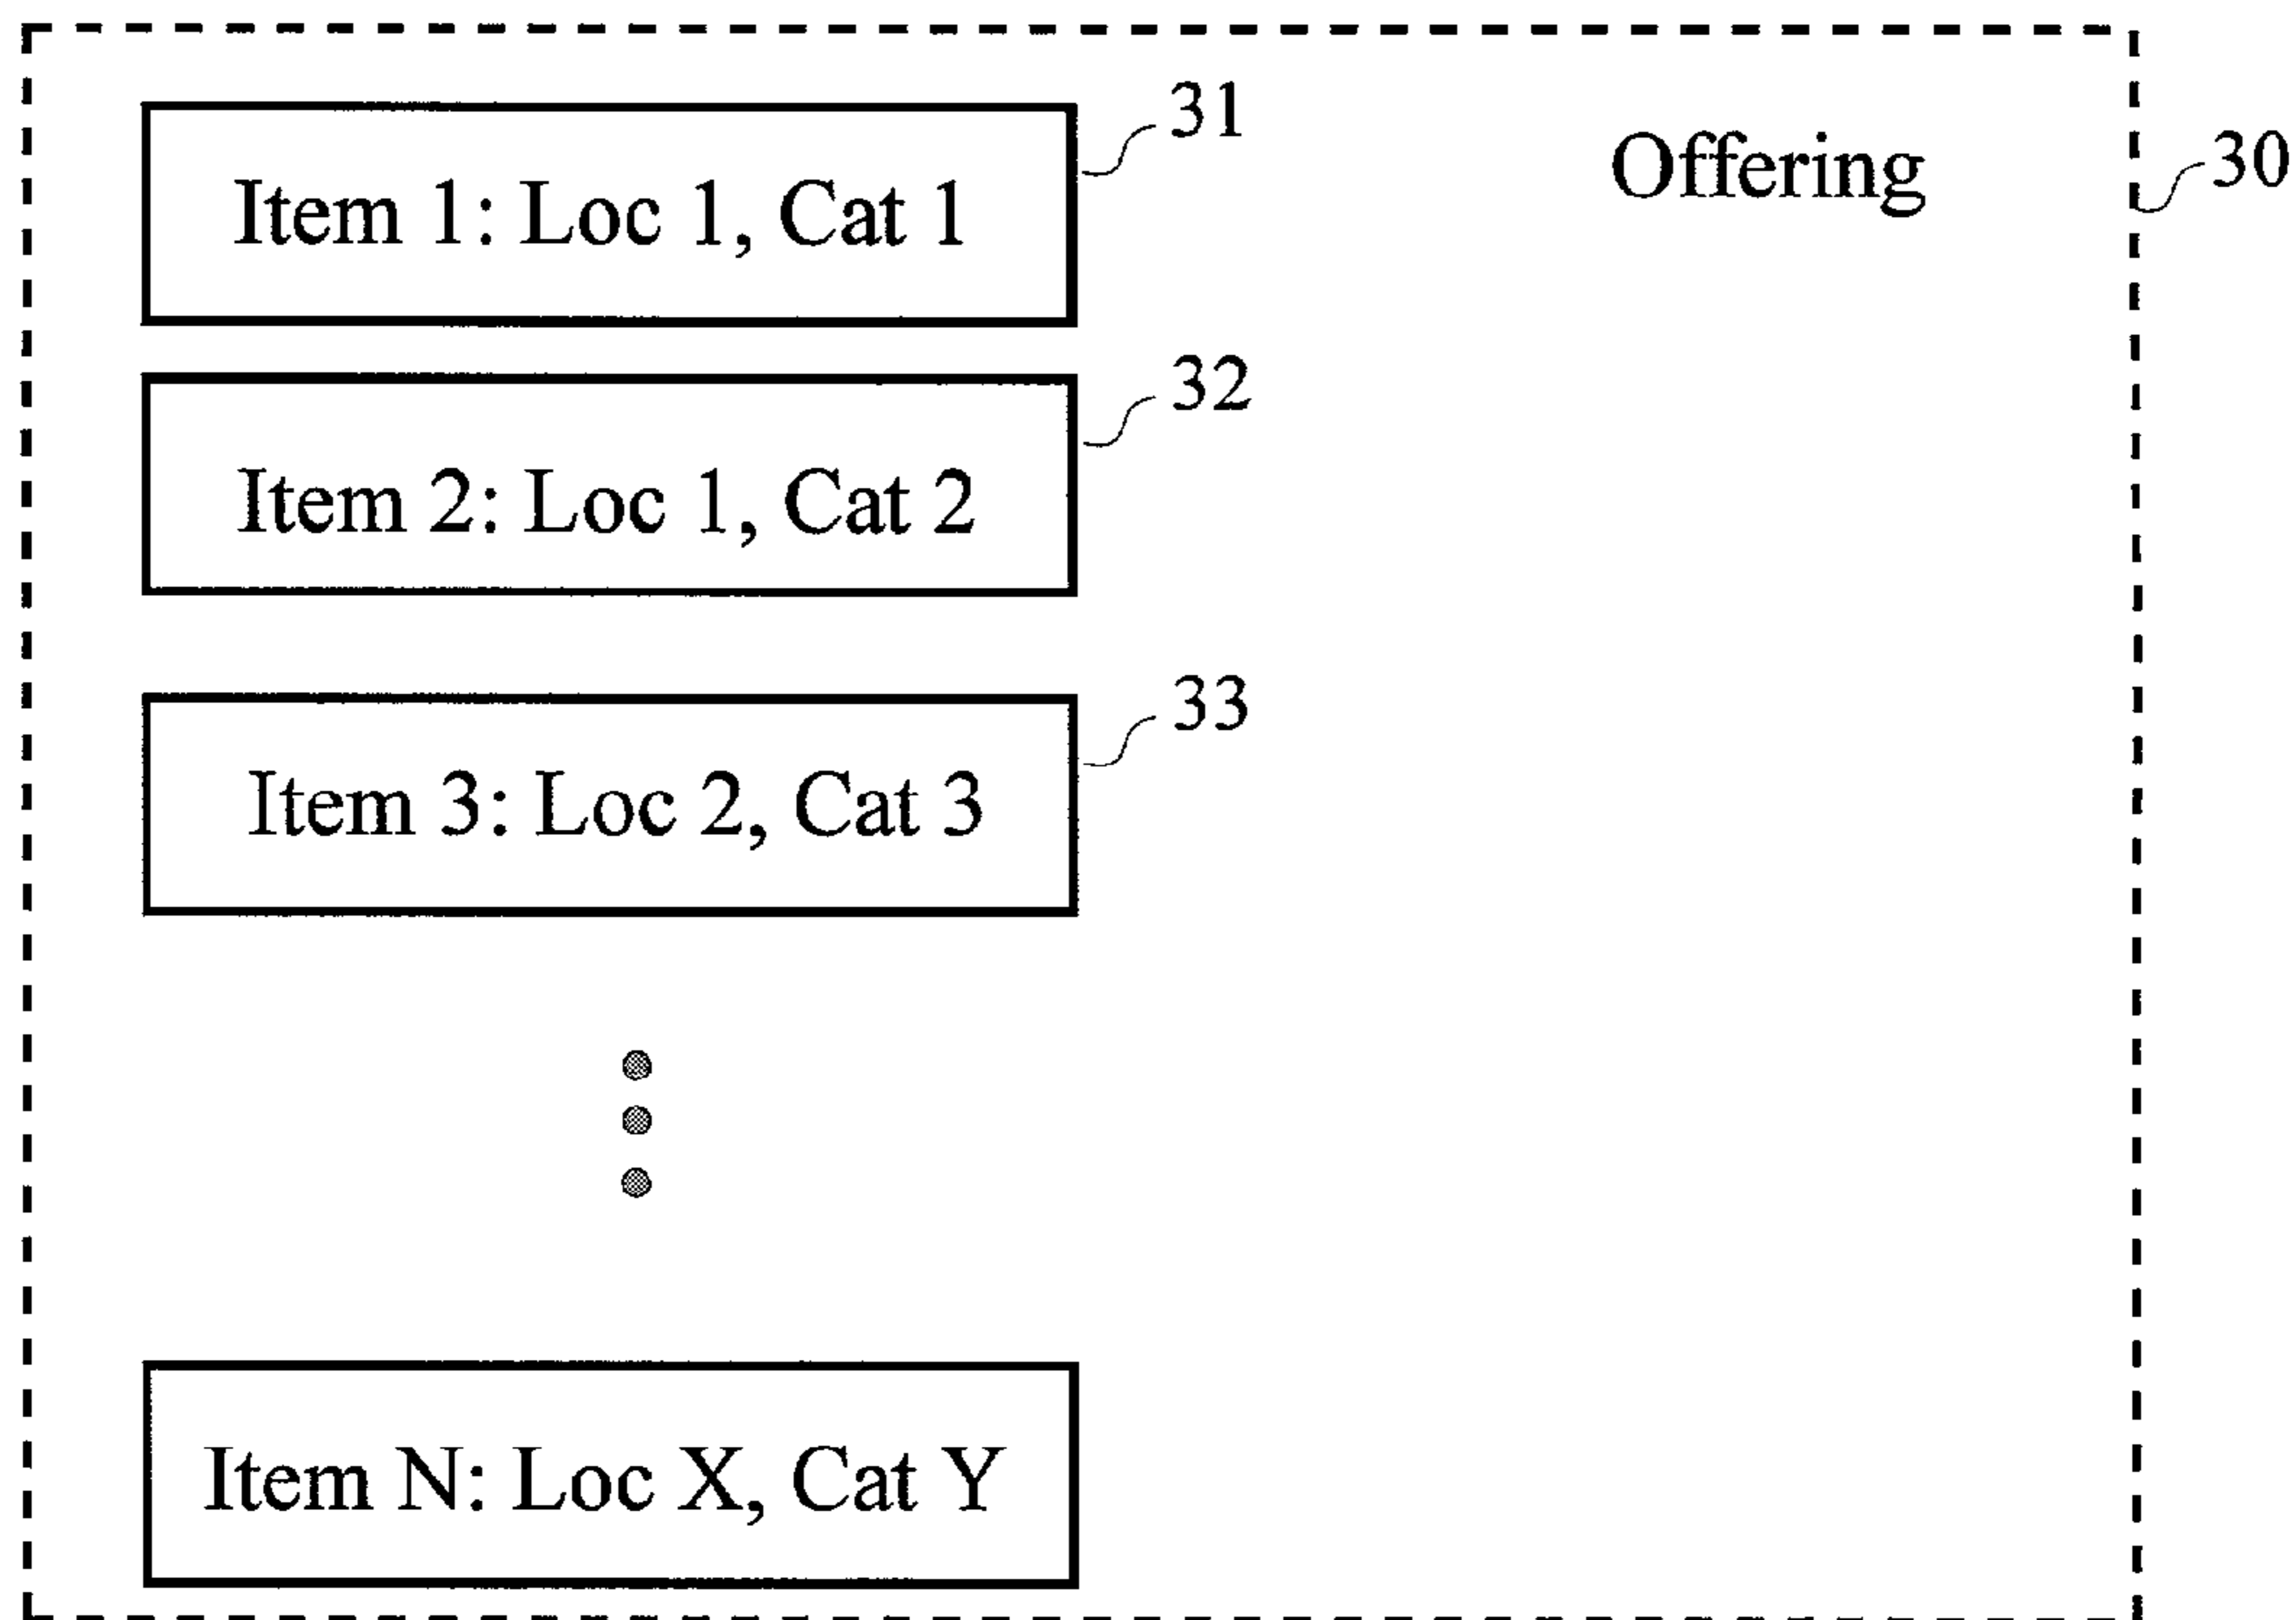 31
Item 1: Loc 1, Cat 1
Offering
30
32
Item 2: Loc 1, Cat 2
33
Item 3: Loc 2, Cat 3
Item N: Loc X, Cat Y